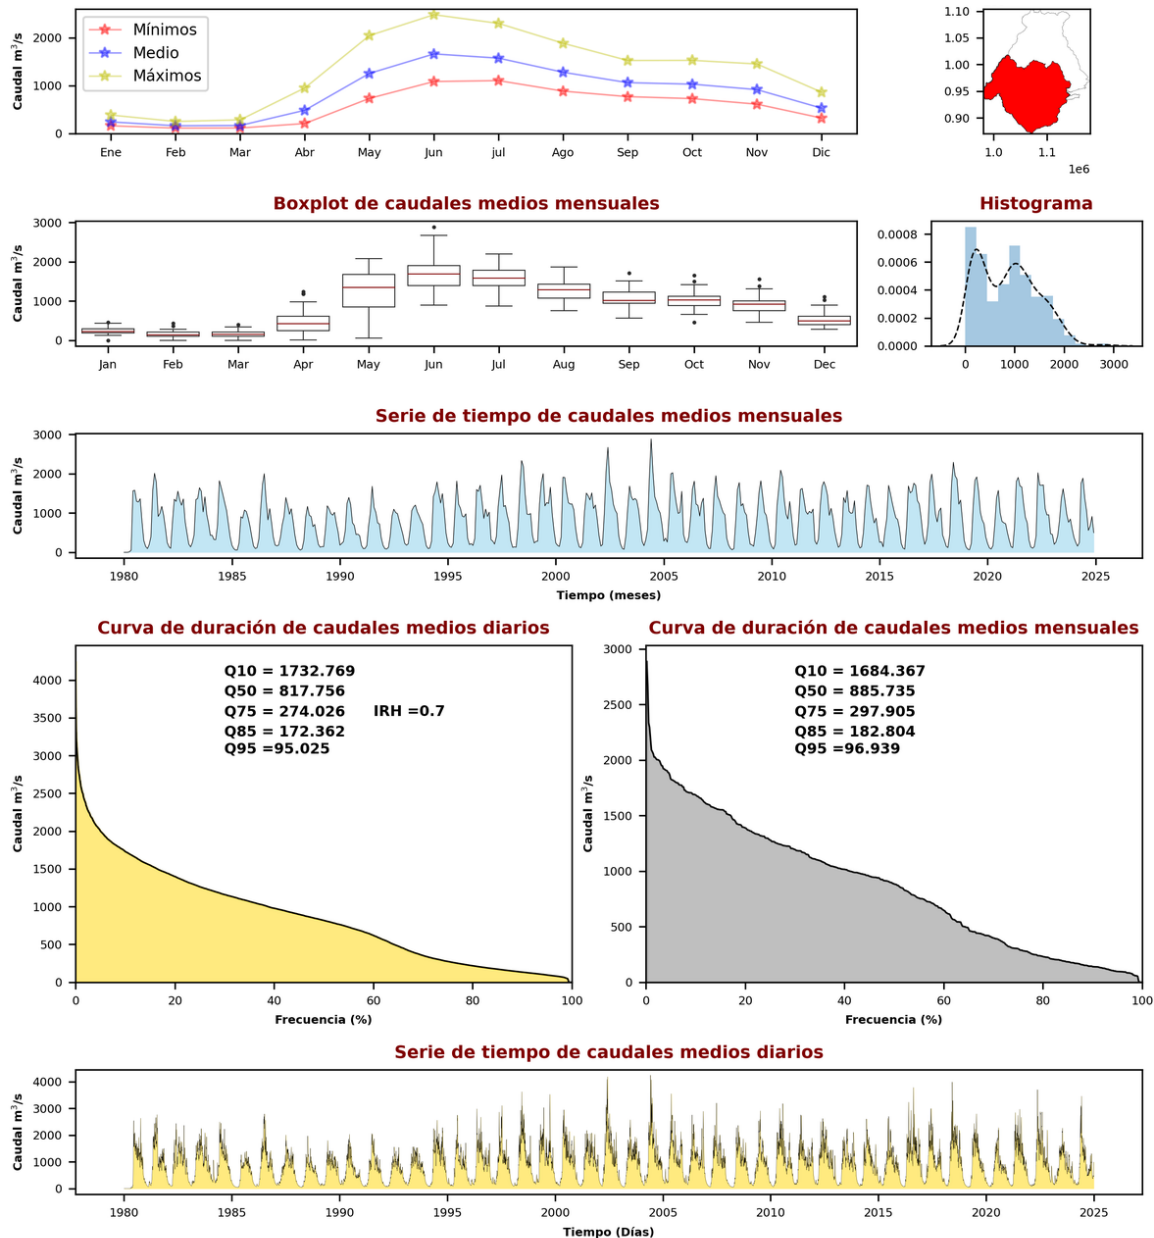 Caudal m³/s
2000
1000
0
Mínimos
Medio
Máximos
Ene Feb Mar Abr May Jun Jul Ago Sep Oct Nov Dic
1.10
1.05
1.00
0.95
0.90
1.0 1.1
1e6
Boxplot de caudales medios mensuales
Caudal m³/s
3000
2000
1000
0
Jan Feb Mar Apr May Jun Jul Aug Sep Oct Nov Dec
Histograma
0.0008
0.0006
0.0004
0.0002
0.0000
0 1000 2000 3000
Serie de tiempo de caudales medios mensuales
Caudal m³/s
3000
2000
1000
0
1980 1985 1990 1995 2000 2005 2010 2015 2020 2025
Tiempo (meses)
Curva de duración de caudales medios diarios
Caudal m³/s
4000
3500
3000
2500
2000
1500
1000
500
0
Q10 = 1732.769
Q50 = 817.756
Q75 = 274.026 IRH =0.7
Q85 = 172.362
Q95 =95.025
0 20 40 60 80 100
Frecuencia (%)
Curva de duración de caudales medios mensuales
Caudal m³/s
3000
2500
2000
1500
1000
500
0
Q10 = 1684.367
Q50 = 885.735
Q75 = 297.905
Q85 = 182.804
Q95 =96.939
0 20 40 60 80 100
Frecuencia (%)
Serie de tiempo de caudales medios diarios
Caudal m³/s
4000
3000
2000
1000
0
1980 1985 1990 1995 2000 2005 2010 2015 2020 2025
Tiempo (Días)